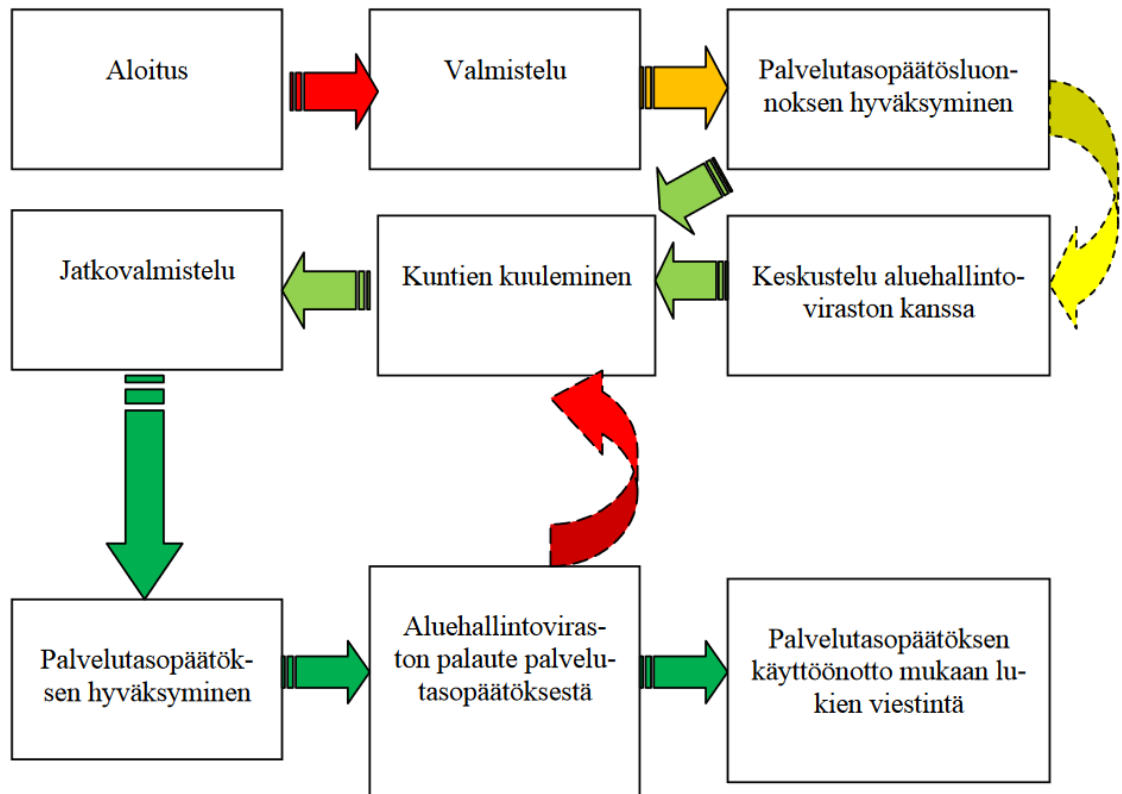 Aloitus
Valmistelu
Palvelutasopäätösluon-
noksen hyväksyminen
Jatkovalmistelu
Kuntien kuuleminen
Keskustelu aluehallinto-
viraston kanssa
Palvelutasopäätök-
sen hyväksyminen
Aluehallintoviras-
ton palaute palvelu-
tasopäätöksestä
Palvelutasopäätöksen
käyttöönotto mukaan lu-
kien viestintä